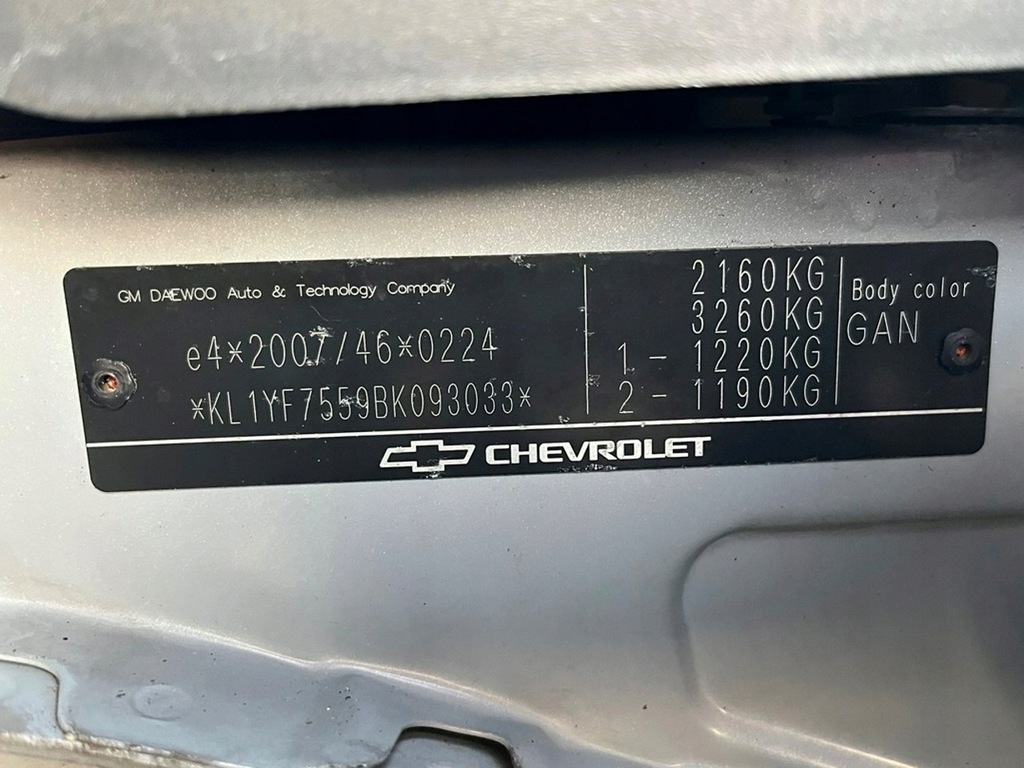 GM DAEWOO Auto & Technology Company
e4*2007/46*0224
*KL1YF7559BK093033*
2160KG
3260KG
1 - 1220KG
2 - 1190KG
Body color
GAN
CHEVROLET